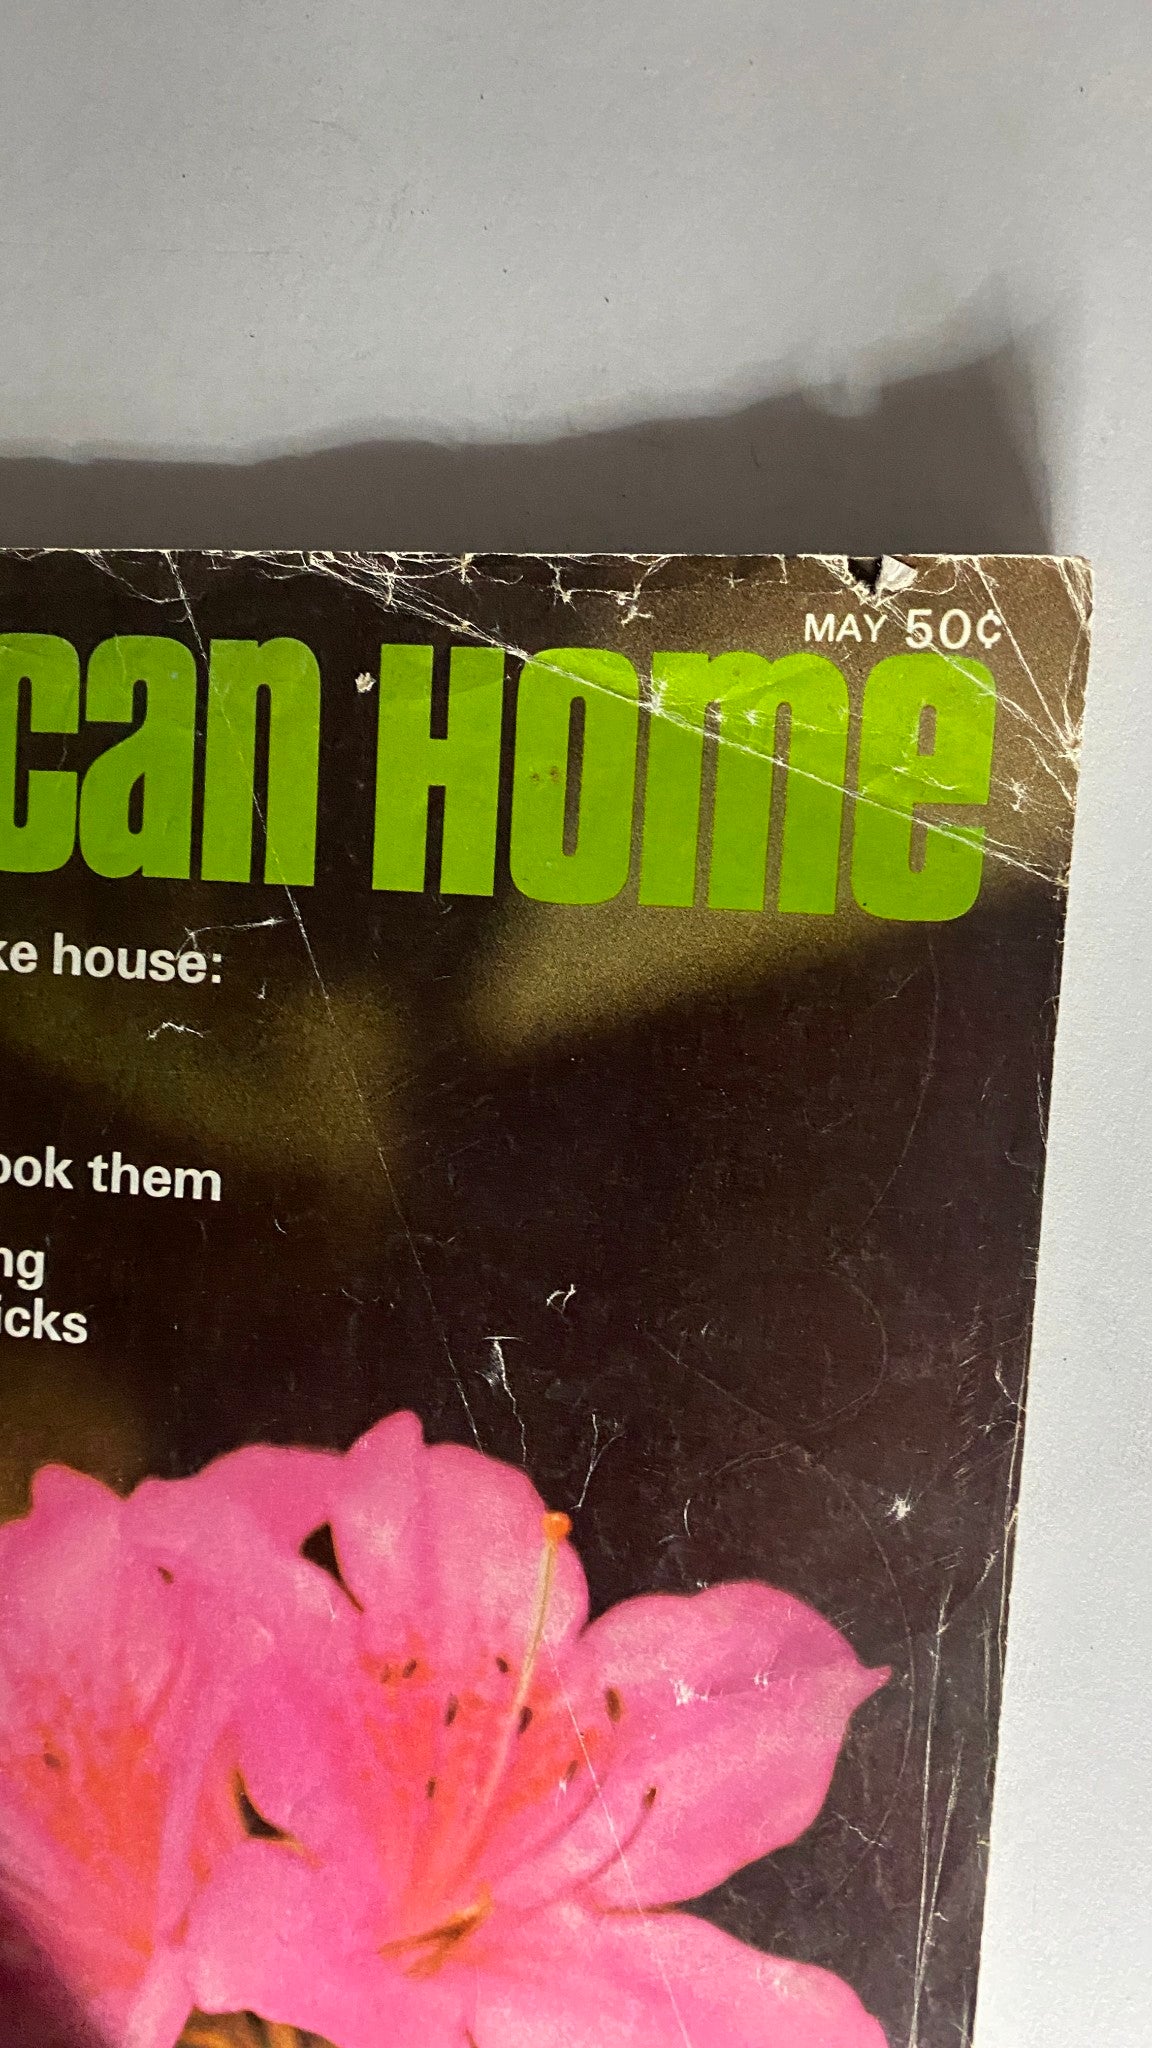 MAY 50¢
can Home
ke house:
ook them
ng
icks